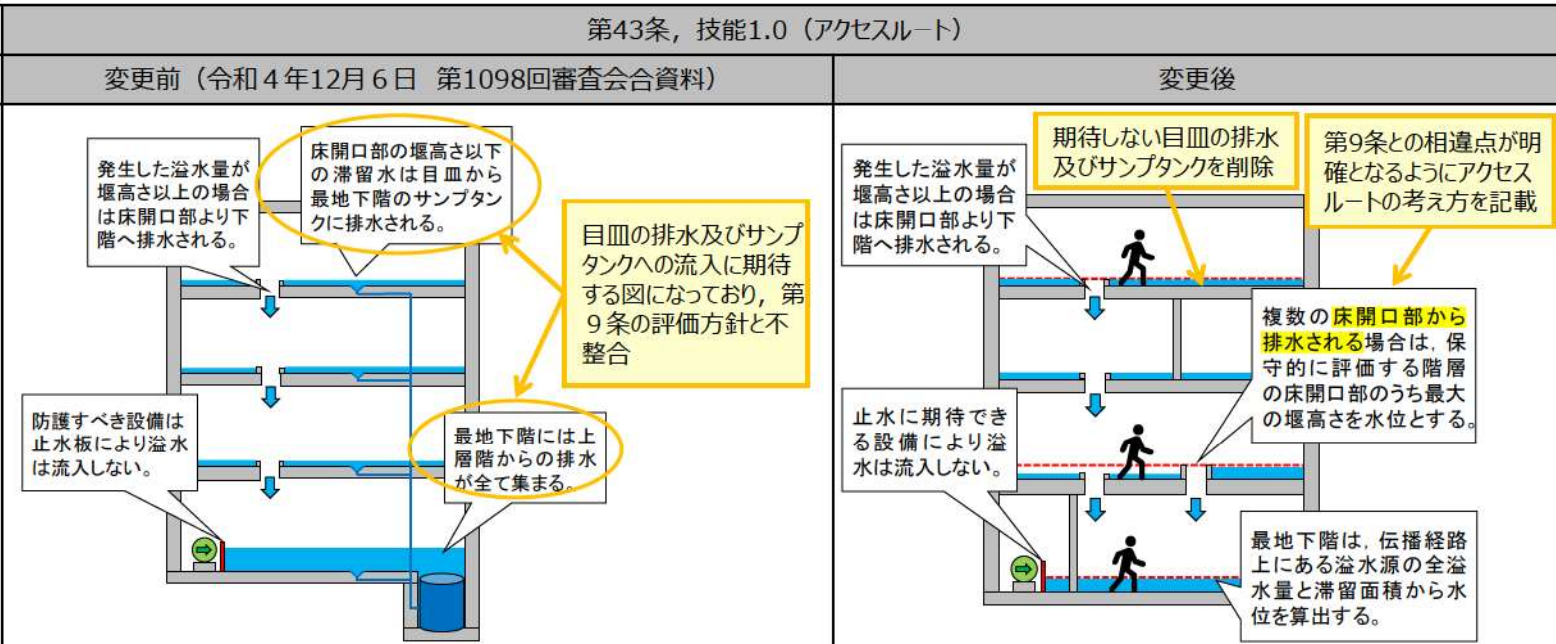 第43条，技能1.0（アクセスルート）
変更前（令和４年12月６日　第1098回審査会合資料）
発生した溢水量が
堰高さ以上の場合
は床開口部より下
階へ排水される。
床開口部の堰高さ以下
の滞留水は目皿から
最地下階のサンプタン
クに排水される。
目皿の排水及びサンプ
タンクへの流入に期待
する図になっており，第
９条の評価方針と不
整合
防護すべき設備は
止水板により溢水
は流入しない。
最地下階には上
層階からの排水
が全て集まる。
変更後
発生した溢水量が
堰高さ以上の場合
は床開口部より下
階へ排水される。
期待しない目皿の排水
及びサンプタンクを削除
第9条との相違点が明
確となるようにアクセス
ルートの考え方を記載
複数の床開口部から
排水される場合は，保
守的に評価する階層
の床開口部のうち最大
の堰高さを水位とする。
止水に期待でき
る設備により溢
水は流入しない。
最地下階は，伝播経路
上にある溢水源の全溢
水量と滞留面積から水
位を算出する。